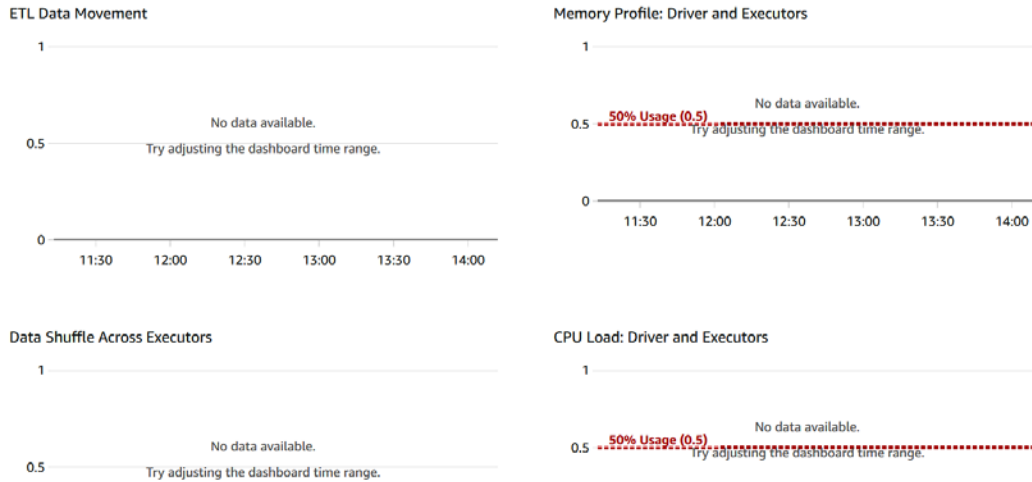 ETL Data Movement
1
No data available.
0.5
Try adjusting the dashboard time range.
0
11:30 12:00 12:30 13:00 13:30 14:00
Memory Profile: Driver and Executors
1
No data available.
50% Usage (0.5)
0.5
Try adjusting the dashboard time range.
0
11:30 12:00 12:30 13:00 13:30 14:00
Data Shuffle Across Executors
1
No data available.
0.5
Try adjusting the dashboard time range.
CPU Load: Driver and Executors
1
No data available.
50% Usage (0.5)
0.5
Try adjusting the dashboard time range.